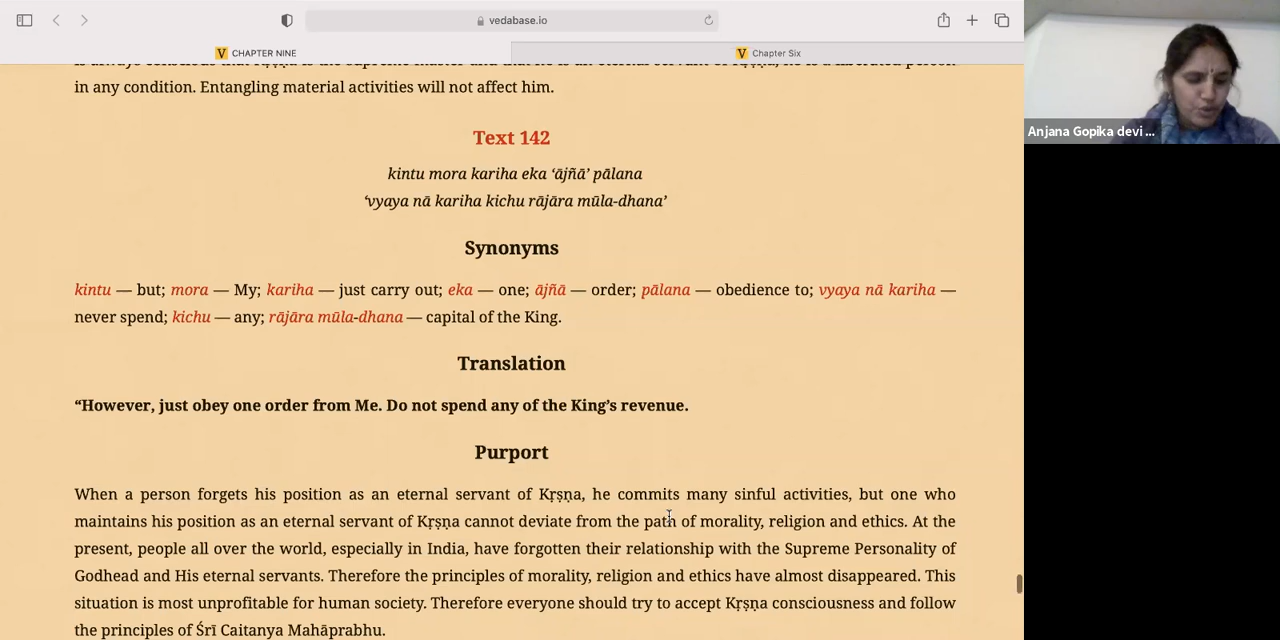 vedabase.io
CHAPTER NINE
Chapter Six
in any condition. Entangling material activities will not affect him.
Text 142
kintu mora kariha eka ‘ājñā’ pālana
‘vyaya nā kariha kichu rājāra mūla-dhana’
Synonyms
kintu — but; mora — My; kariha — just carry out; eka — one; ājñā — order; pālana — obedience to; vyaya nā kariha —
never spend; kichu — any; rājāra mūla-dhana — capital of the King.
Translation
“However, just obey one order from Me. Do not spend any of the King’s revenue.
Purport
When a person forgets his position as an eternal servant of Kṛṣṇa, he commits many sinful activities, but one who
maintains his position as an eternal servant of Kṛṣṇa cannot deviate from the path of morality, religion and ethics. At the
present, people all over the world, especially in India, have forgotten their relationship with the Supreme Personality of
Godhead and His eternal servants. Therefore the principles of morality, religion and ethics have almost disappeared. This
situation is most unprofitable for human society. Therefore everyone should try to accept Kṛṣṇa consciousness and follow
the principles of Śrī Caitanya Mahāprabhu.
Anjana Gopika devi ...